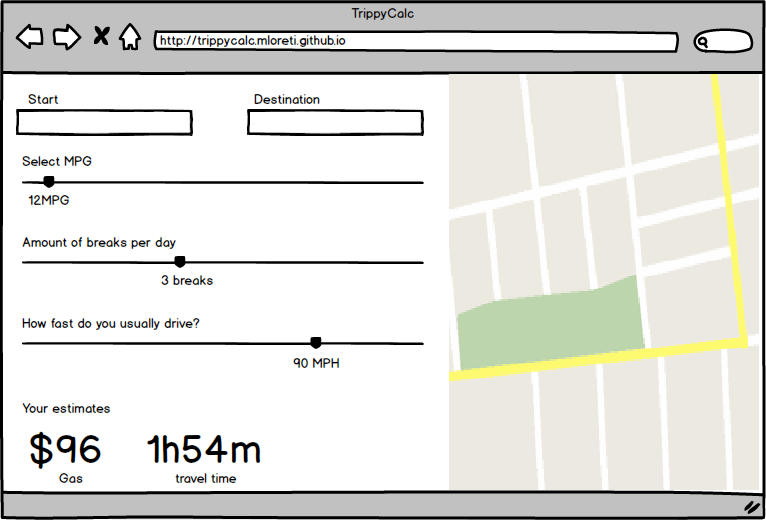 TrippyCalc
http://trippycalc.mloreti.github.io
Start
Destination
Select MPG
12MPG
Amount of breaks per day
3 breaks
How fast do you usually drive?
90 MPH
Your estimates
$96
1h54m
Gas
travel time